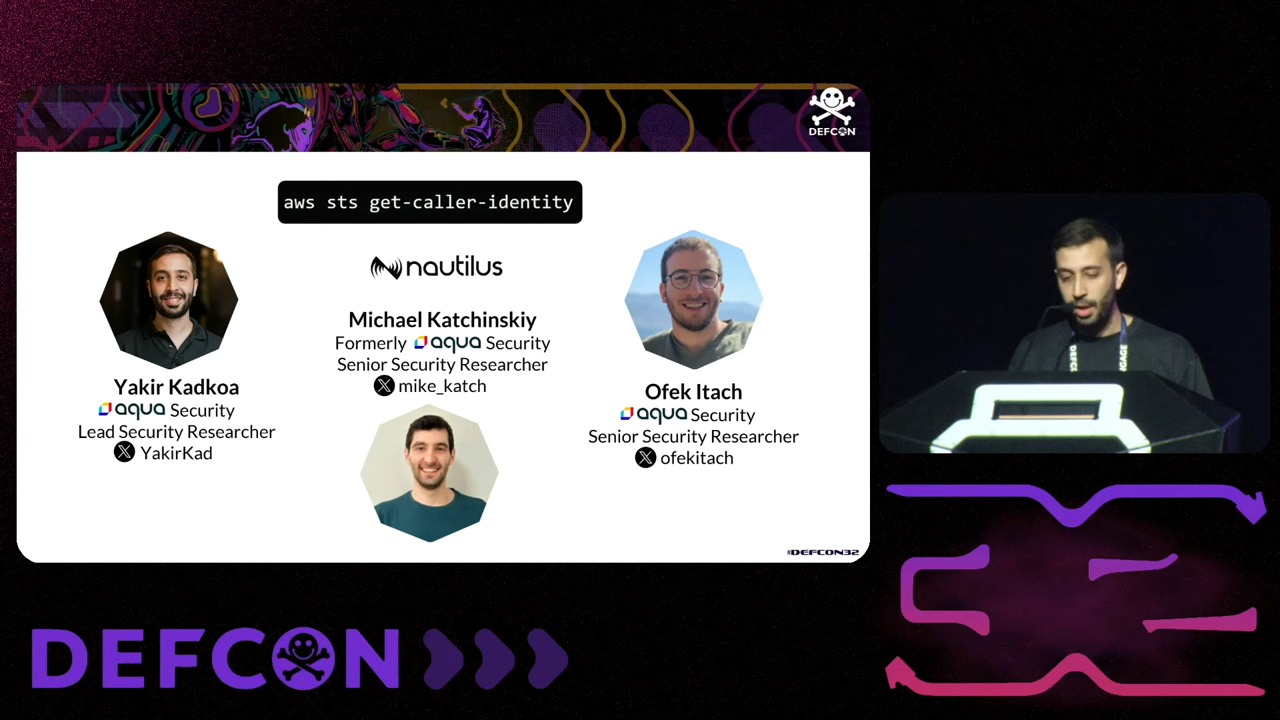 DEFCON
aws sts get-caller-identity
nautilus
Michael Katchinskiy
Formerly aqua Security
Senior Security Researcher
mike_katch
Yakir Kadkoa
aqua Security
Lead Security Researcher
YakirKad
Ofek Itach
aqua Security
Senior Security Researcher
ofekitach
#DEFCON32
DEFCON